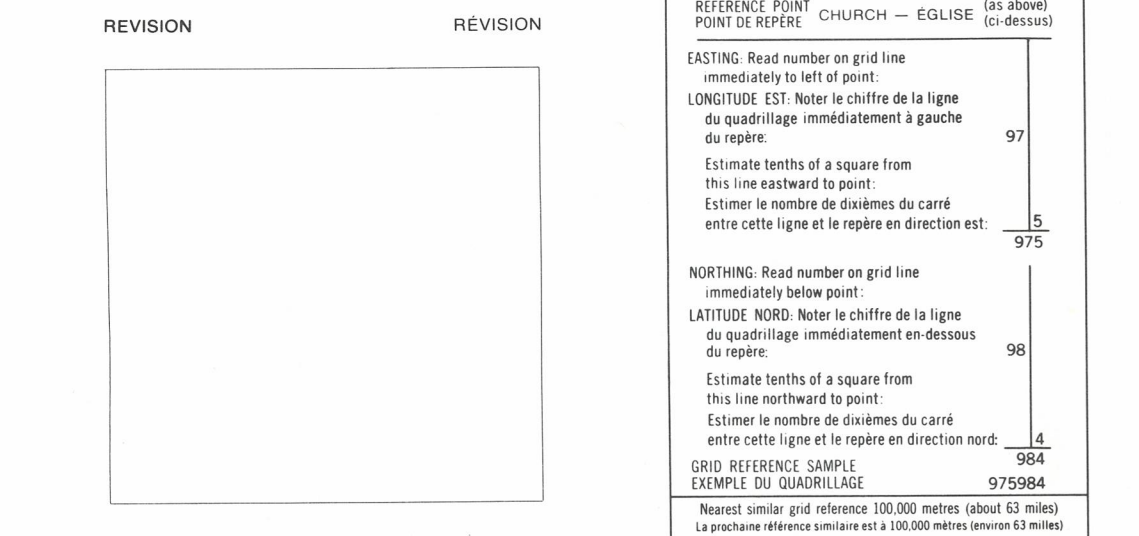 REVISION RÉVISION
REFERENCE POINT
POINT DE REPÈRE CHURCH — ÉGLISE (as above)
(ci-dessus)
EASTING: Read number on grid line
immediately to left of point:
LONGITUDE EST: Noter le chiffre de la ligne
du quadrillage immédiatement à gauche
du repère: 97
Estimate tenths of a square from
this line eastward to point:
Estimer le nombre de dixièmes du carré
entre cette ligne et le repère en direction est: 5
975
NORTHING: Read number on grid line
immediately below point:
LATITUDE NORD: Noter le chiffre de la ligne
du quadrillage immédiatement en-dessous
du repère: 98
Estimate tenths of a square from
this line northward to point:
Estimer le nombre de dixièmes du carré
entre cette ligne et le repère en direction nord: 4
984
GRID REFERENCE SAMPLE
EXEMPLE DU QUADRILLAGE 975984
Nearest similar grid reference 100,000 metres (about 63 miles)
La prochaine référence similaire est à 100,000 mètres (environ 63 milles)